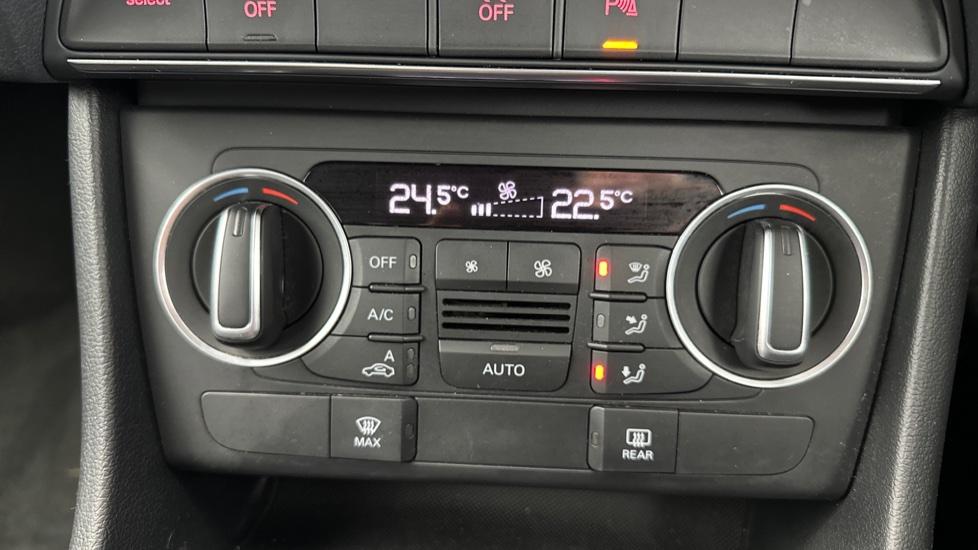 select
OFF
OFF
P
24.5°C
22.5°C
OFF
A/C
A
AUTO
MAX
REAR